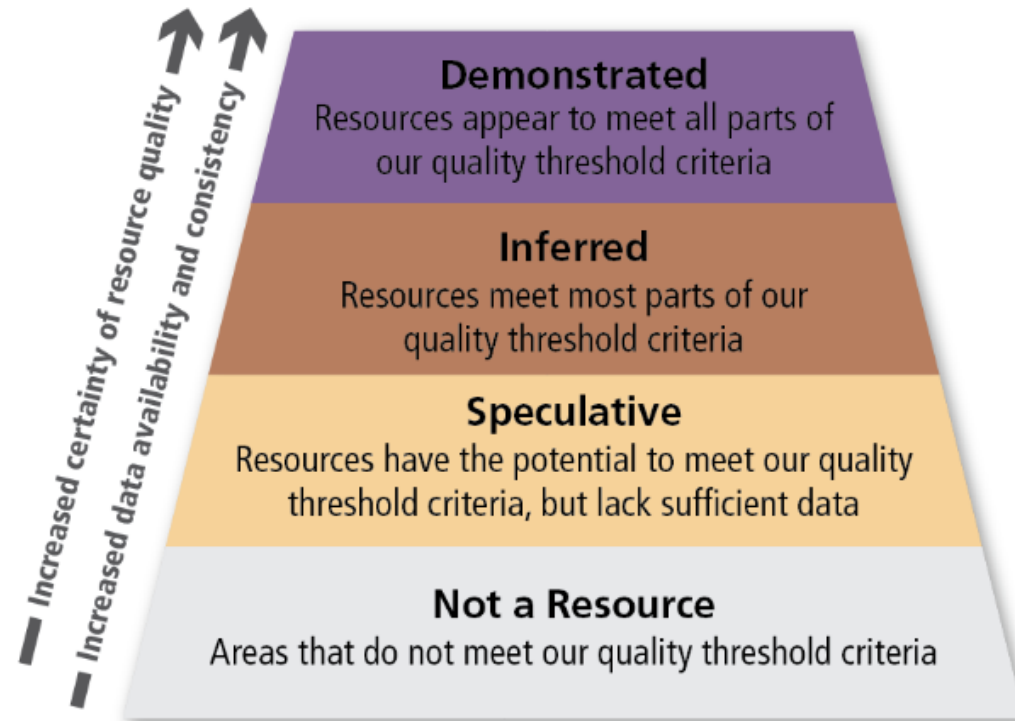 Increased certainty of resource quality
Increased data availability and consistency
Demonstrated
Resources appear to meet all parts of
our quality threshold criteria
Inferred
Resources meet most parts of our
quality threshold criteria
Speculative
Resources have the potential to meet our quality
threshold criteria, but lack sufficient data
Not a Resource
Areas that do not meet our quality threshold criteria